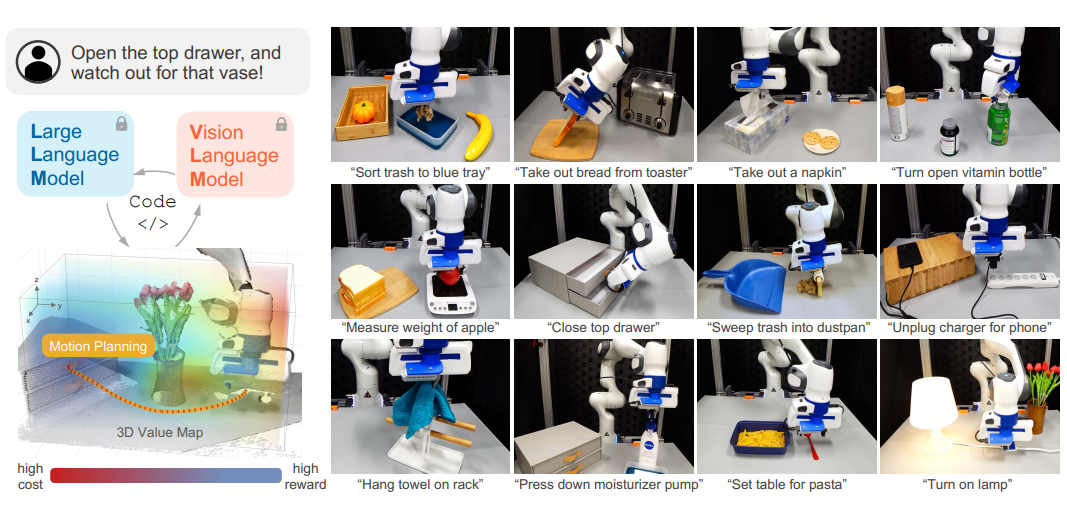 Open the top drawer, and
watch out for that vase!
Large
Language
Model
Vision
Language
Model
Code
</>
z
y
x
Motion Planning
3D Value Map
high
cost
high
reward
“Sort trash to blue tray”
“Take out bread from toaster”
“Take out a napkin”
“Turn open vitamin bottle”
“Measure weight of apple”
“Close top drawer”
“Sweep trash into dustpan”
“Unplug charger for phone”
“Hang towel on rack”
“Press down moisturizer pump”
“Set table for pasta”
“Turn on lamp”